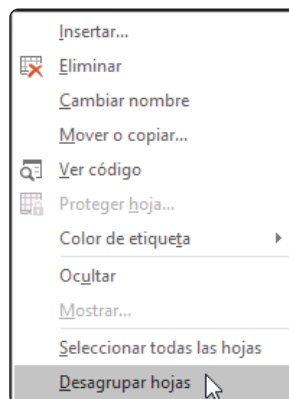 Insertar...
Eliminar
Cambiar nombre
Mover o copiar...
Ver código
Proteger hoja...
Color de etiqueta
Ocultar
Mostrar...
Seleccionar todas las hojas
Desagrupar hojas